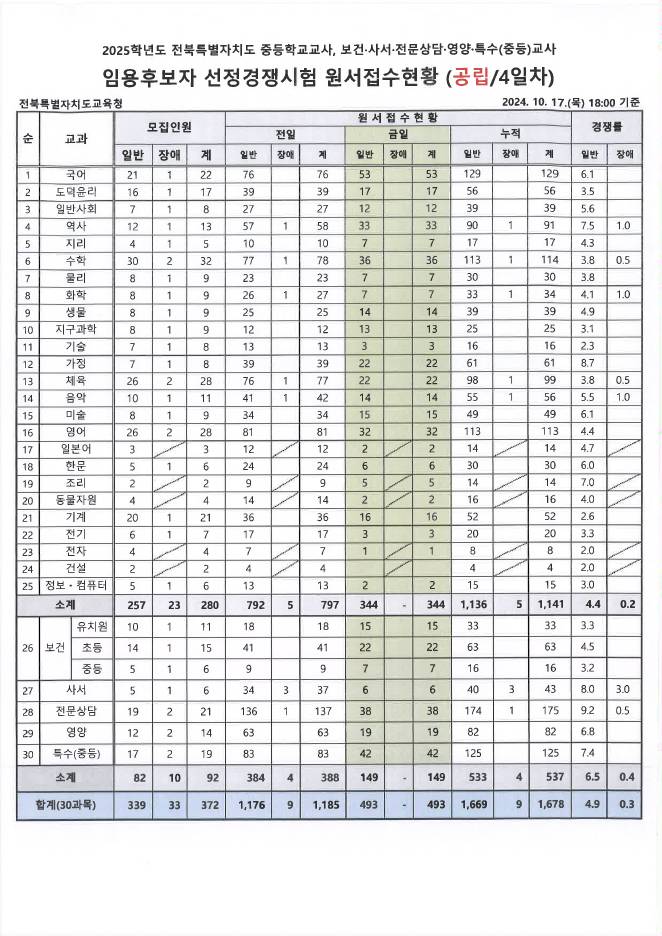 2025학년도 전북특별자치도 중등학교교사, 보건·사서·전문상담·영양·특수(중등)교사
임용후보자 선정경쟁시험 원서접수현황 (공립/4일차)
전북특별자치도교육청 2024. 10. 17.(목) 18:00 기준
순 교과 모집인원 원서접수현황 경쟁률
전일 금일 누적
일반 장애 계 일반 장애 계 일반 장애 계 일반 장애 계 일반 장애
1 국어 21 1 22 76 76 53 53 129 129 6.1
2 도덕윤리 16 1 17 39 39 17 17 56 56 3.5
3 일반사회 7 1 8 27 27 12 12 39 39 5.6
4 역사 12 1 13 57 1 58 33 33 90 1 91 7.5 1.0
5 지리 4 1 5 10 10 7 7 17 17 4.3
6 수학 30 2 32 77 1 78 36 36 113 1 114 3.8 0.5
7 물리 8 1 9 23 23 7 7 30 30 3.8
8 화학 8 1 9 26 1 27 7 7 33 1 34 4.1 1.0
9 생물 8 1 9 25 25 14 14 39 39 4.9
10 지구과학 8 1 9 12 12 13 13 25 25 3.1
11 기술 7 1 8 13 13 3 3 16 16 2.3
12 가정 7 1 8 39 39 22 22 61 61 8.7
13 체육 26 2 28 76 1 77 22 22 98 1 99 3.8 0.5
14 음악 10 1 11 41 1 42 14 14 55 1 56 5.5 1.0
15 미술 8 1 9 34 34 15 15 49 49 6.1
16 영어 26 2 28 81 81 32 32 113 113 4.4
17 일본어 3 3 12 12 2 2 14 14 4.7
18 한문 5 1 6 24 24 6 6 30 30 6.0
19 조리 2 2 9 9 5 5 14 14 7.0
20 동물자원 4 4 14 14 2 2 16 16 4.0
21 기계 20 1 21 36 36 16 16 52 52 2.6
22 전기 6 1 7 17 17 3 3 20 20 3.3
23 전자 4 4 7 7 1 1 8 8 2.0
24 건설 2 2 4 4 4 4 2.0
25 정보·컴퓨터 5 1 6 13 13 2 2 15 15 3.0
소계 257 23 280 792 5 797 344 - 344 1,136 5 1,141 4.4 0.2
26 보건 유치원 10 1 11 18 18 15 15 33 33 3.3
초등 14 1 15 41 41 22 22 63 63 4.5
중등 5 1 6 9 9 7 7 16 16 3.2
27 사서 5 1 6 34 3 37 6 6 40 3 43 8.0 3.0
28 전문상담 19 2 21 136 1 137 38 38 174 1 175 9.2 0.5
29 영양 12 2 14 63 63 19 19 82 82 6.8
30 특수(중등) 17 2 19 83 83 42 42 125 125 7.4
소계 82 10 92 384 4 388 149 - 149 533 4 537 6.5 0.4
합계(30과목) 339 33 372 1,176 9 1,185 493 - 493 1,669 9 1,678 4.9 0.3